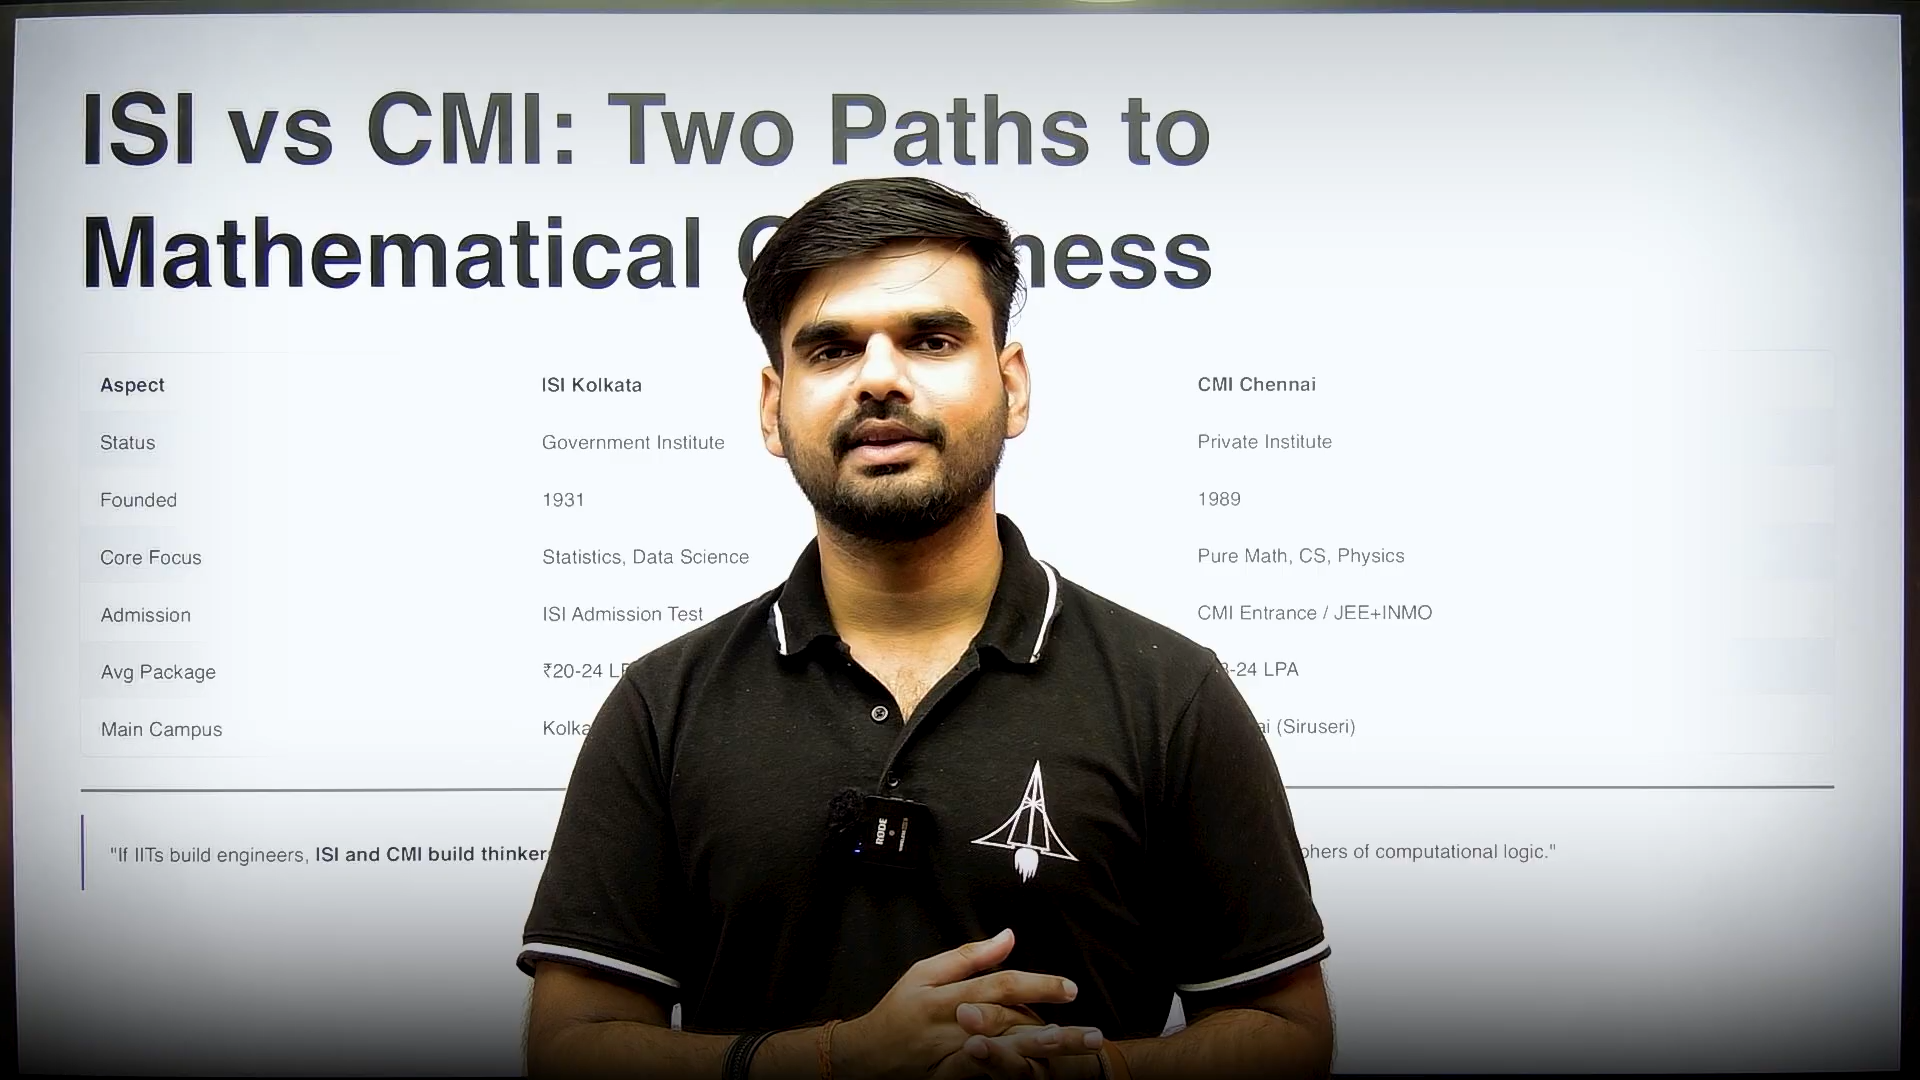 ISI vs CMI: Two Paths to
Mathematical
Aspect ISI Kolkata CMI Chennai
Status Government Institute Private Institute
Founded 1931 1989
Core Focus Statistics, Data Science Pure Math, CS, Physics
Admission ISI Admission Test CMI Entrance / JEE+INMO
Avg Package ₹20-24 -24 LPA
Main Campus (Siruseri)
"If IITs build engineers, ISI and CMI build of computational logic."
RODE